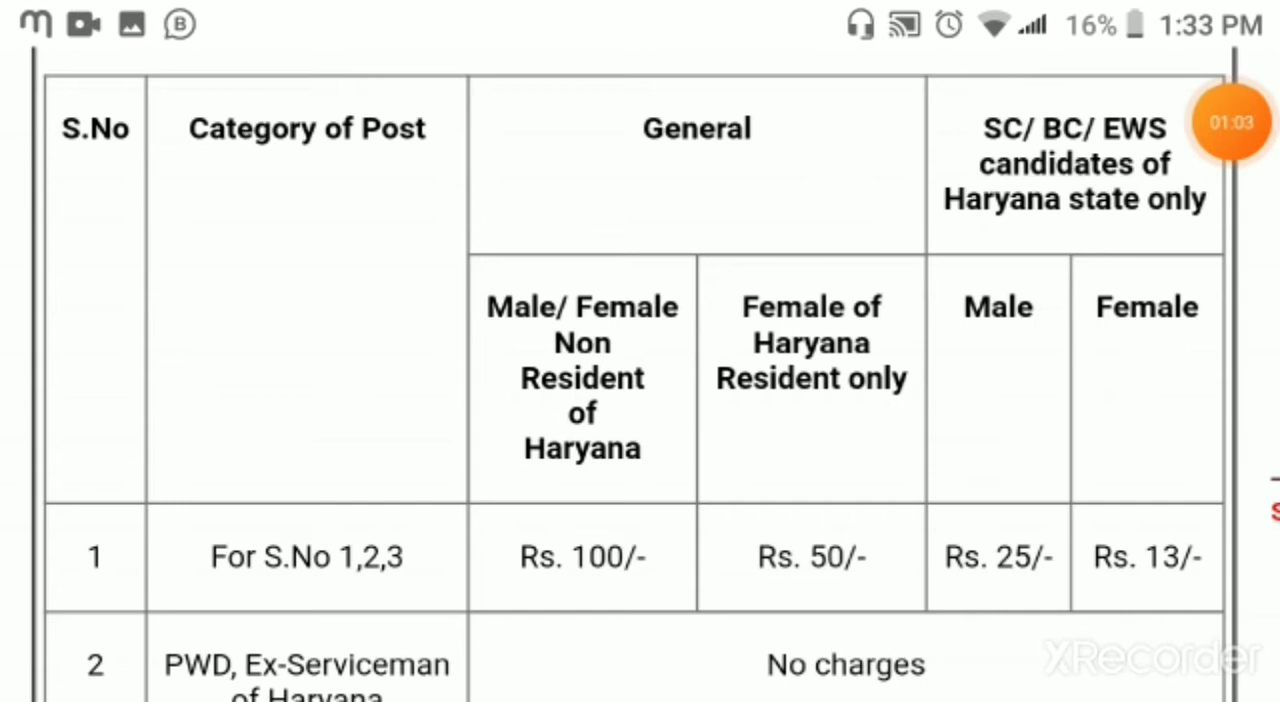 16% 1:33 PM
S.No
Category of Post
General
SC/ BC/ EWS
candidates of
Haryana state only
01:03
Male/ Female
Non
Resident
of
Haryana
Female of
Haryana
Resident only
Male
Female
1
For S.No 1,2,3
Rs. 100/-
Rs. 50/-
Rs. 25/-
Rs. 13/-
2
PWD, Ex-Serviceman
of Haryana
No charges
XRecorder